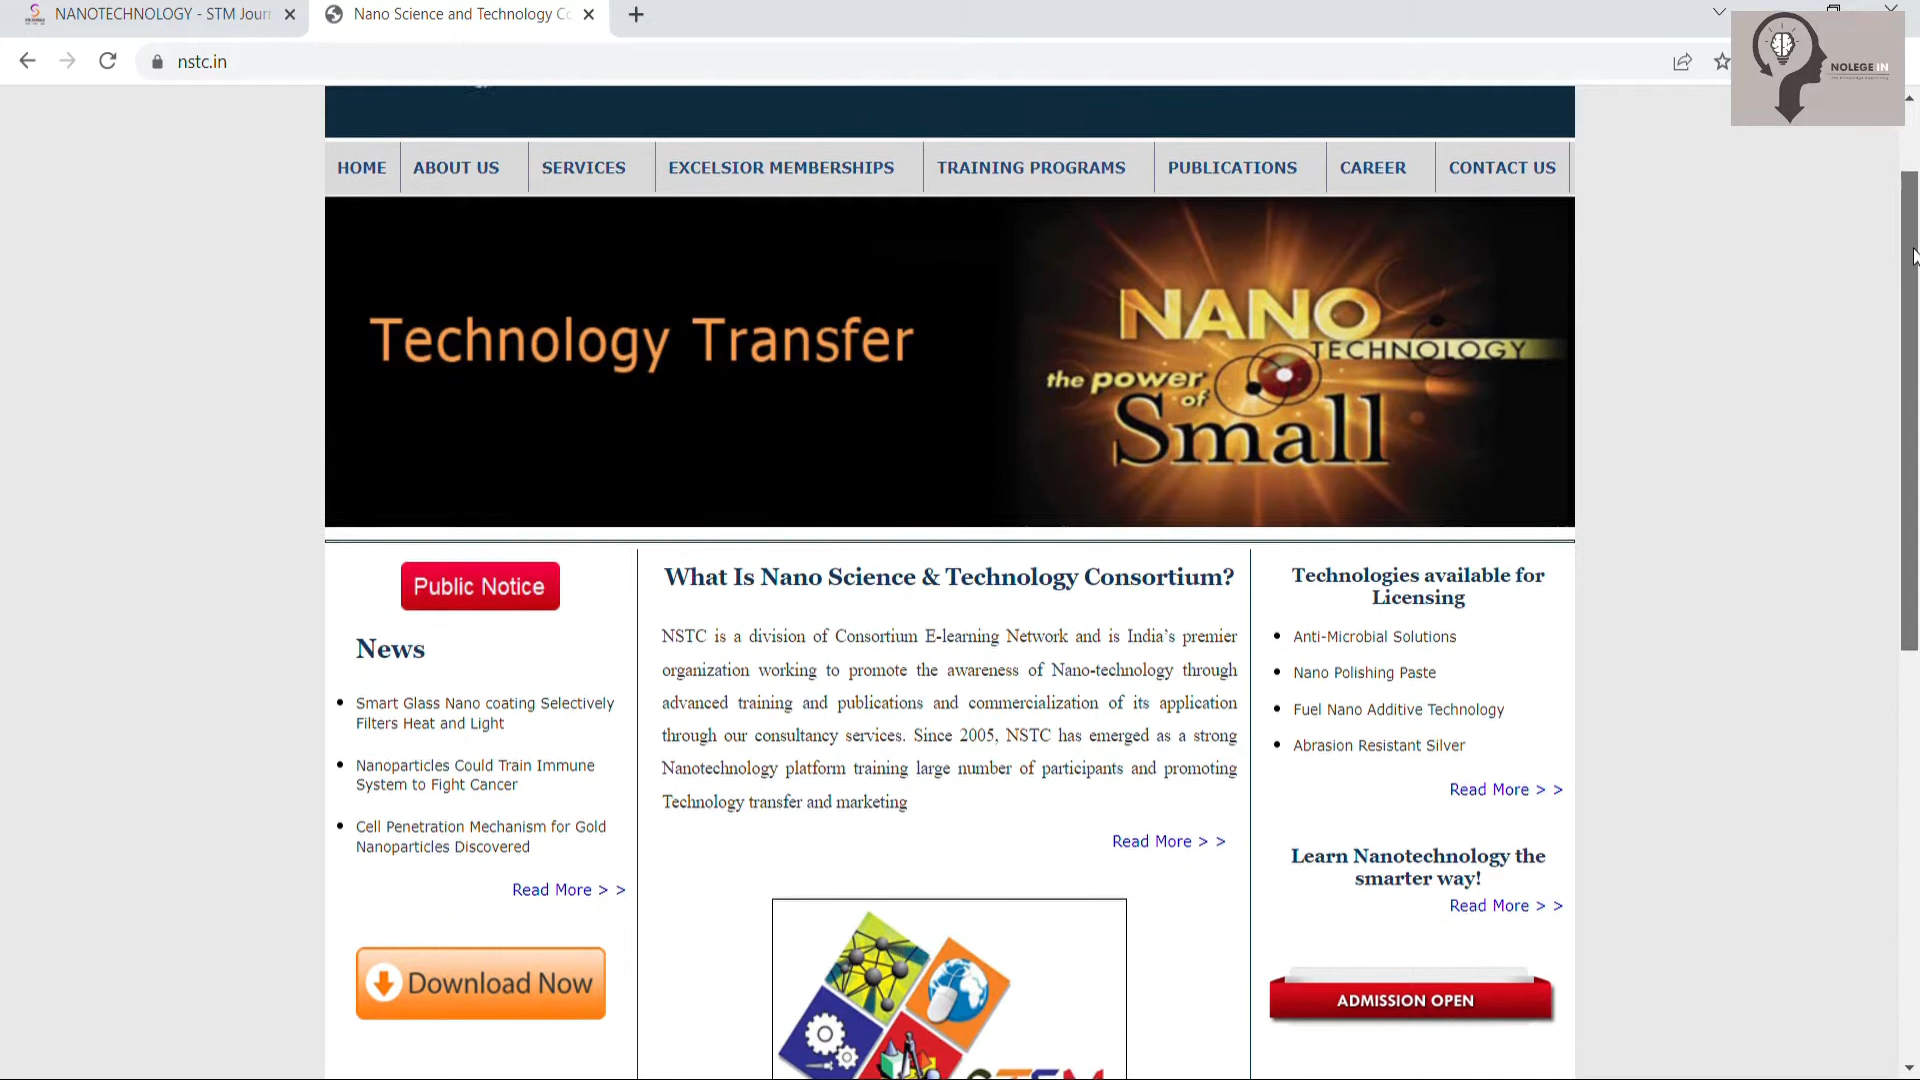 NANOTECHNOLOGY - STM Jour
Nano Science and Technology Co
nstc.in
NOLEGE IN
HOME ABOUT US SERVICES EXCELSIOR MEMBERSHIPS TRAINING PROGRAMS PUBLICATIONS CAREER CONTACT US
Technology Transfer
NANO
TECHNOLOGY
the power
of
Small
Public Notice
News
Smart Glass Nano coating Selectively
Filters Heat and Light
Nanoparticles Could Train Immune
System to Fight Cancer
Cell Penetration Mechanism for Gold
Nanoparticles Discovered
Read More > >
Download Now
What Is Nano Science & Technology Consortium?
NSTC is a division of Consortium E-learning Network and is India’s premier
organization working to promote the awareness of Nano-technology through
advanced training and publications and commercialization of its application
through our consultancy services. Since 2005, NSTC has emerged as a strong
Nanotechnology platform training large number of participants and promoting
Technology transfer and marketing
Read More > >
STEM
Technologies available for
Licensing
Anti-Microbial Solutions
Nano Polishing Paste
Fuel Nano Additive Technology
Abrasion Resistant Silver
Read More > >
Learn Nanotechnology the
smarter way!
Read More > >
ADMISSION OPEN